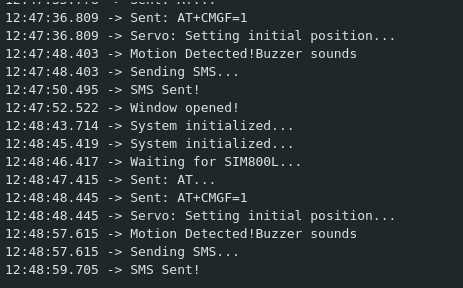 12:47:36.809 -> Sent: AT+CMGF=1
12:47:36.809 -> Servo: Setting initial position...
12:47:48.403 -> Motion Detected!Buzzer sounds
12:47:48.403 -> Sending SMS...
12:47:50.495 -> SMS Sent!
12:47:52.522 -> Window opened!
12:48:43.714 -> System initialized...
12:48:45.419 -> System initialized...
12:48:46.417 -> Waiting for SIM800L...
12:48:47.415 -> Sent: AT...
12:48:48.445 -> Sent: AT+CMGF=1
12:48:48.445 -> Servo: Setting initial position...
12:48:57.615 -> Motion Detected!Buzzer sounds
12:48:57.615 -> Sending SMS...
12:48:59.705 -> SMS Sent!